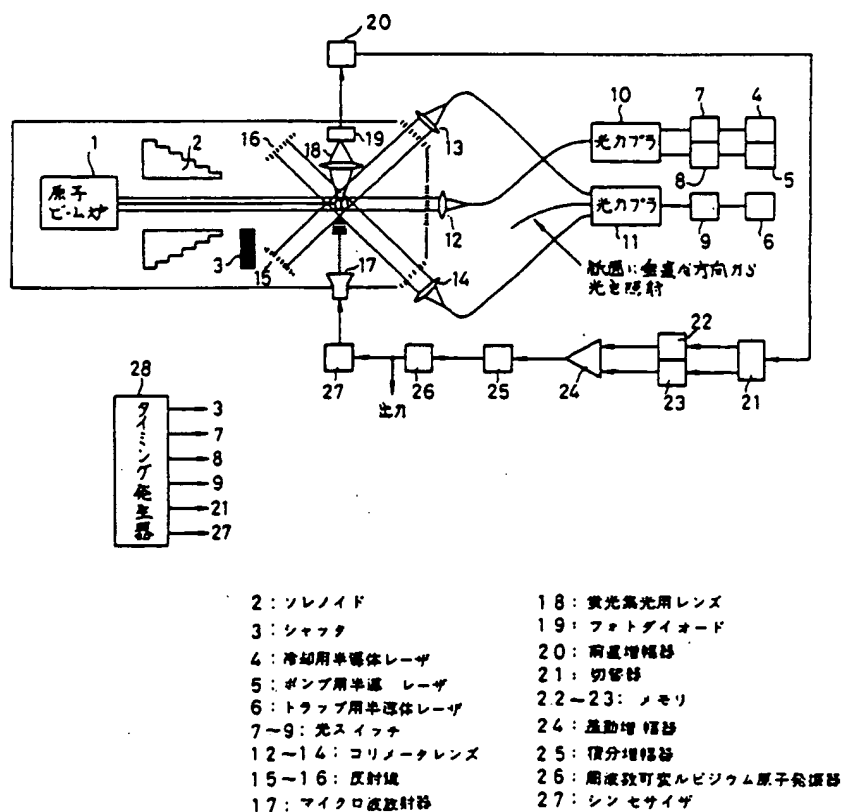 20
1
原子
ビーム炉
2
16
18
19
13
10
光カプラ
7
4
8
5
12
光カプラ
11
9
6
3
15
17
14
紙面に垂直な方向から
光を照射
22
27
26
25
24
23
21
出力
28
タイミング発生器
3
7
8
9
21
27
2:ソレノイド
3:シャッタ
4:冷却用半導体レーザ
5:ポンプ用半導 レーザ
6:トラップ用半導体レーザ
7~9:光スイッチ
12~14:コリメータレンズ
15~16:反射鏡
17:マイクロ波放射器
18:蛍光集光用レンズ
19:フォトダイオード
20:前置増幅器
21:切替器
22~23:メモリ
24:差動増幅器
25:積分増幅器
26:周波数可変ルビジウム原子発振器
27:シンセサイザ